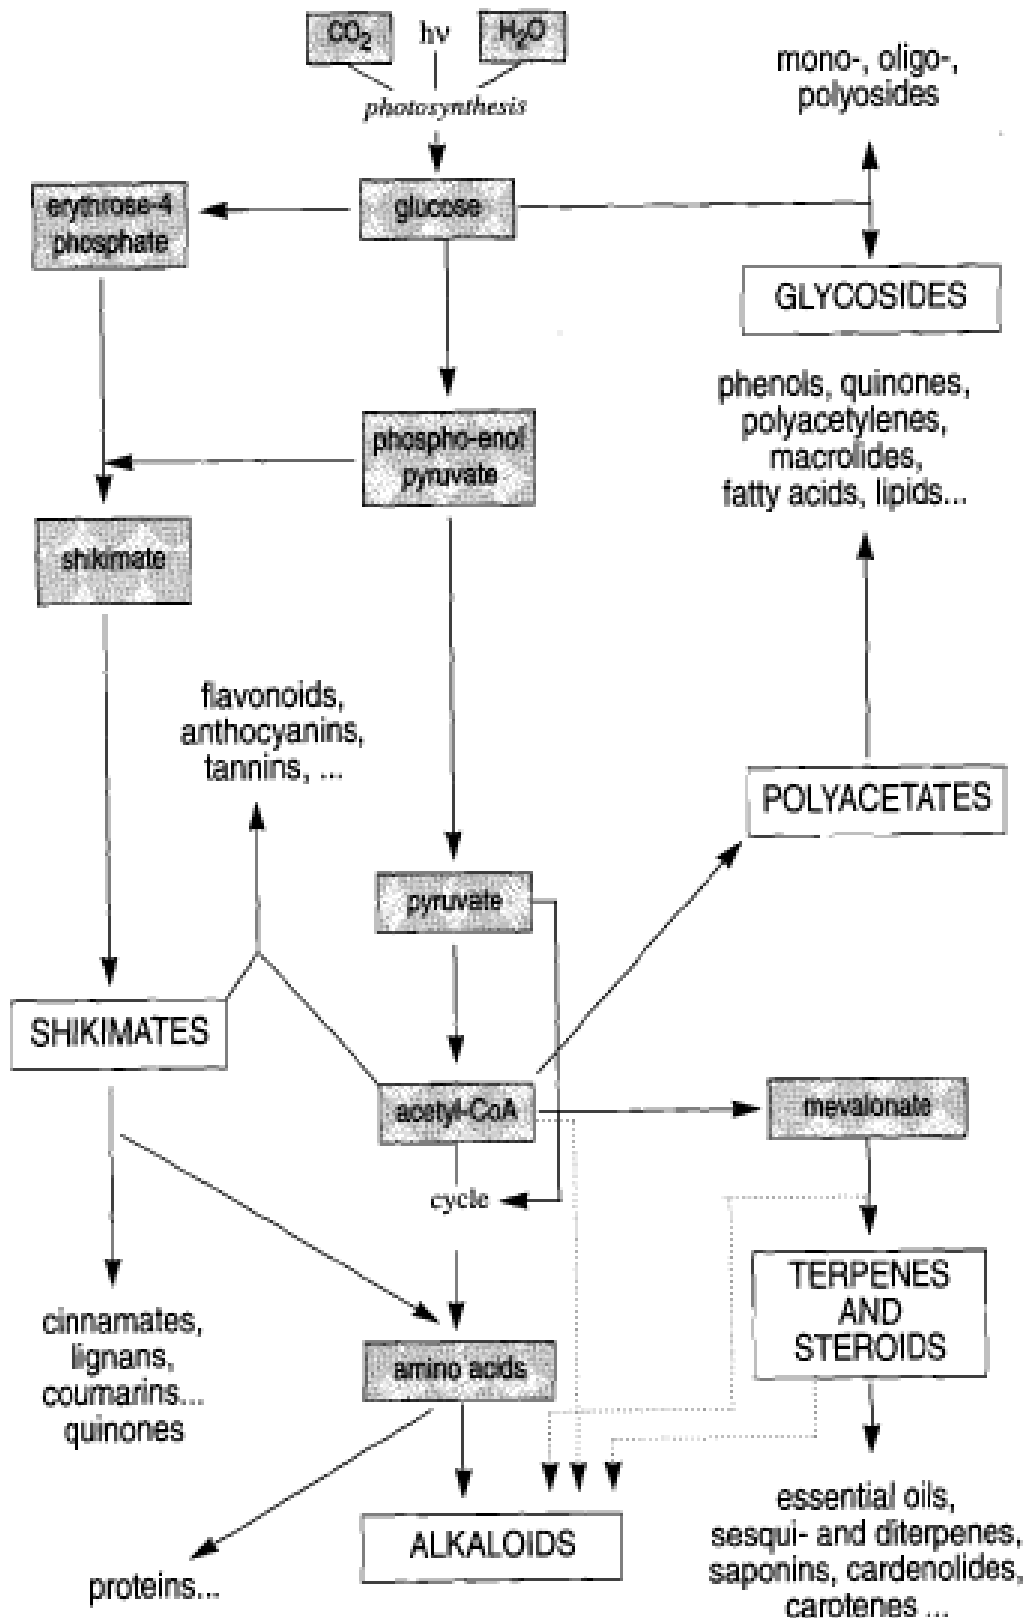 CO2 hν H2O
photosynthesis
mono-, oligo-,
polyosides
erythrose-4
phosphate
glucose
GLYCOSIDES
phospho-enol
pyruvate
phenols, quinones,
polyacetylenes,
macrolides,
fatty acids, lipids...
shikimate
flavonoids,
anthocyanins,
tannins, ...
POLYACETATES
pyruvate
SHIKIMATES
acetyl-CoA
mevalonate
cycle
TERPENES
AND
STEROIDS
cinnamates,
lignans,
coumarins...
quinones
amino acids
ALKALOIDS
essential oils,
sesqui- and diterpenes,
saponins, cardenolides,
carotenes ...
proteins...